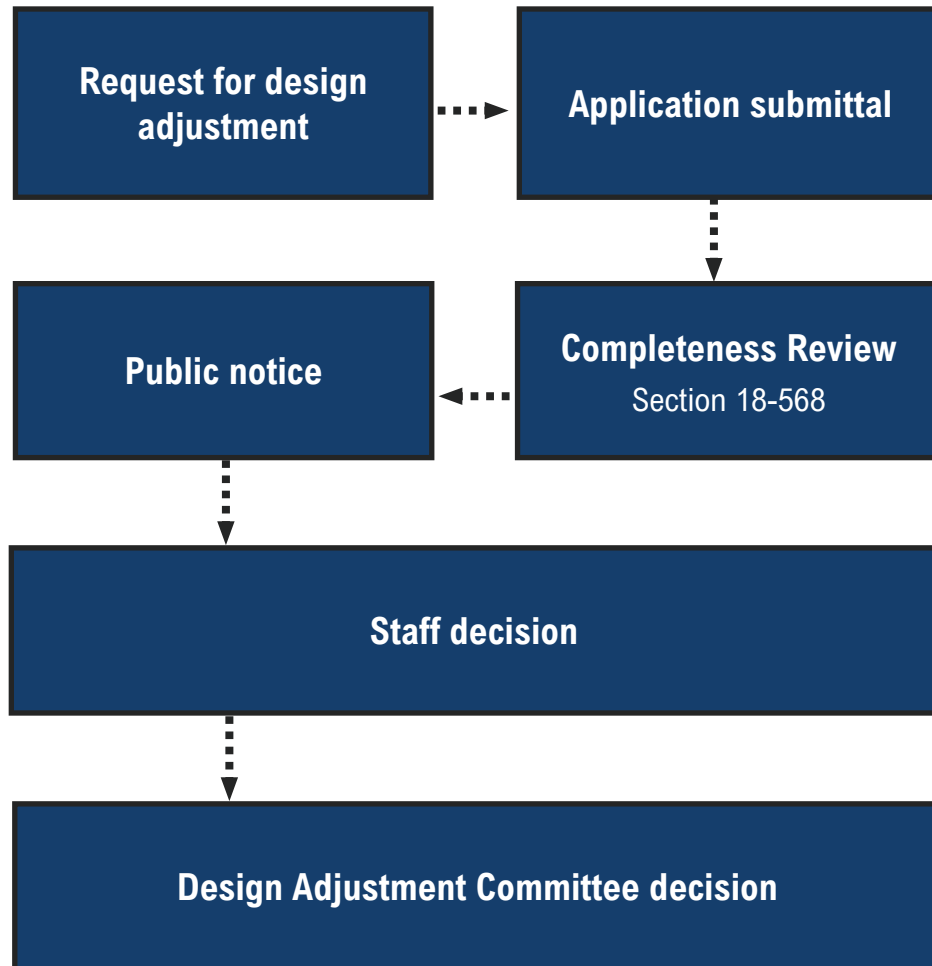 Request for design
adjustment
Application submittal
Completeness Review
Section 18-568
Public notice
Staff decision
Design Adjustment Committee decision